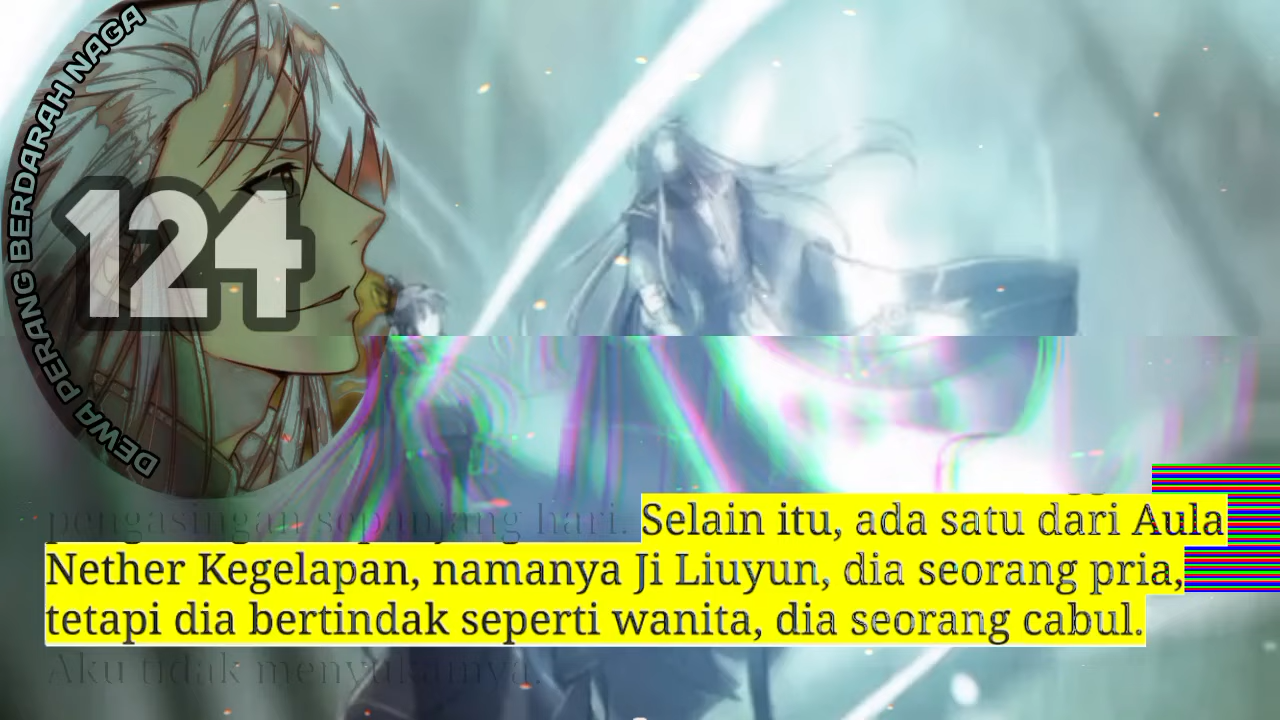 DEWA PERANG BERDARAH NAGA
124
pengasingan sepanjang hari. Selain itu, ada satu dari Aula
Nether Kegelapan, namanya Ji Liuyun, dia seorang pria,
tetapi dia bertindak seperti wanita, dia seorang cabul.
Aku tidak menyukainya.